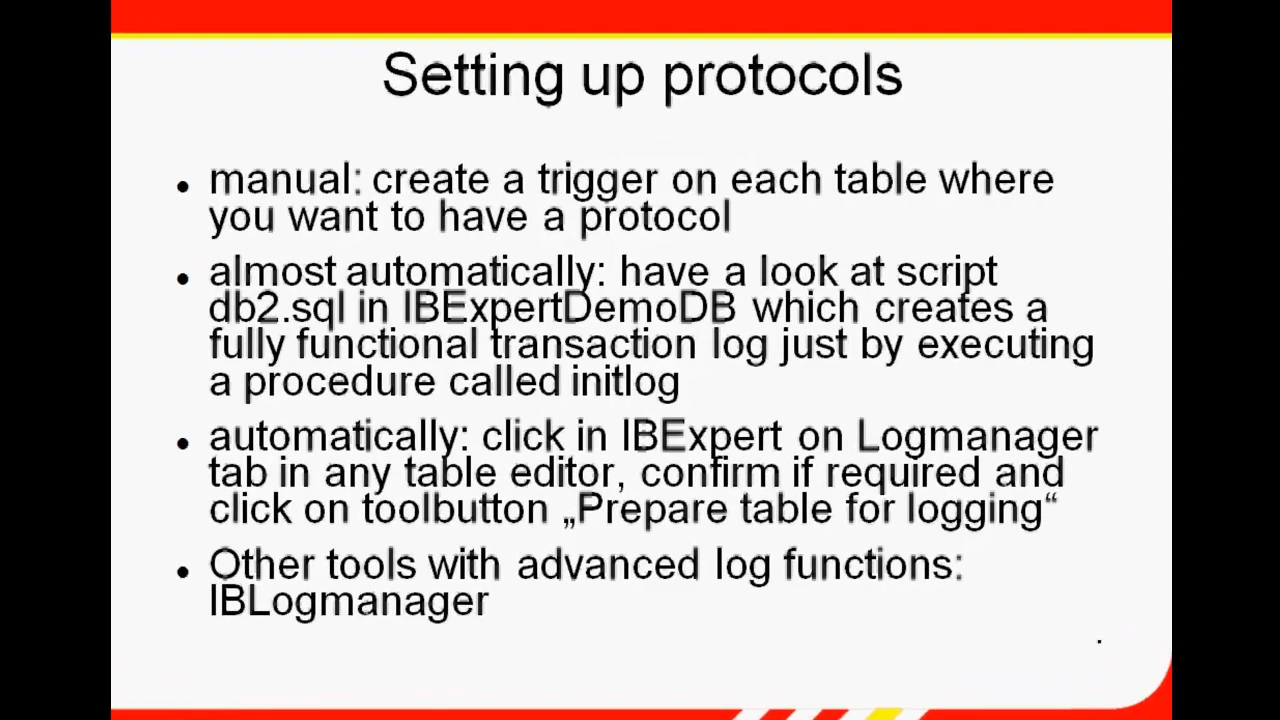 Setting up protocols
• manual: create a trigger on each table where
you want to have a protocol
• almost automatically: have a look at script
db2.sql in IBExpertDemoDB which creates a
fully functional transaction log just by executing
a procedure called initlog
• automatically: click in IBExpert on Logmanager
tab in any table editor, confirm if required and
click on toolbutton „Prepare table for logging“
• Other tools with advanced log functions:
IBLogmanager
.